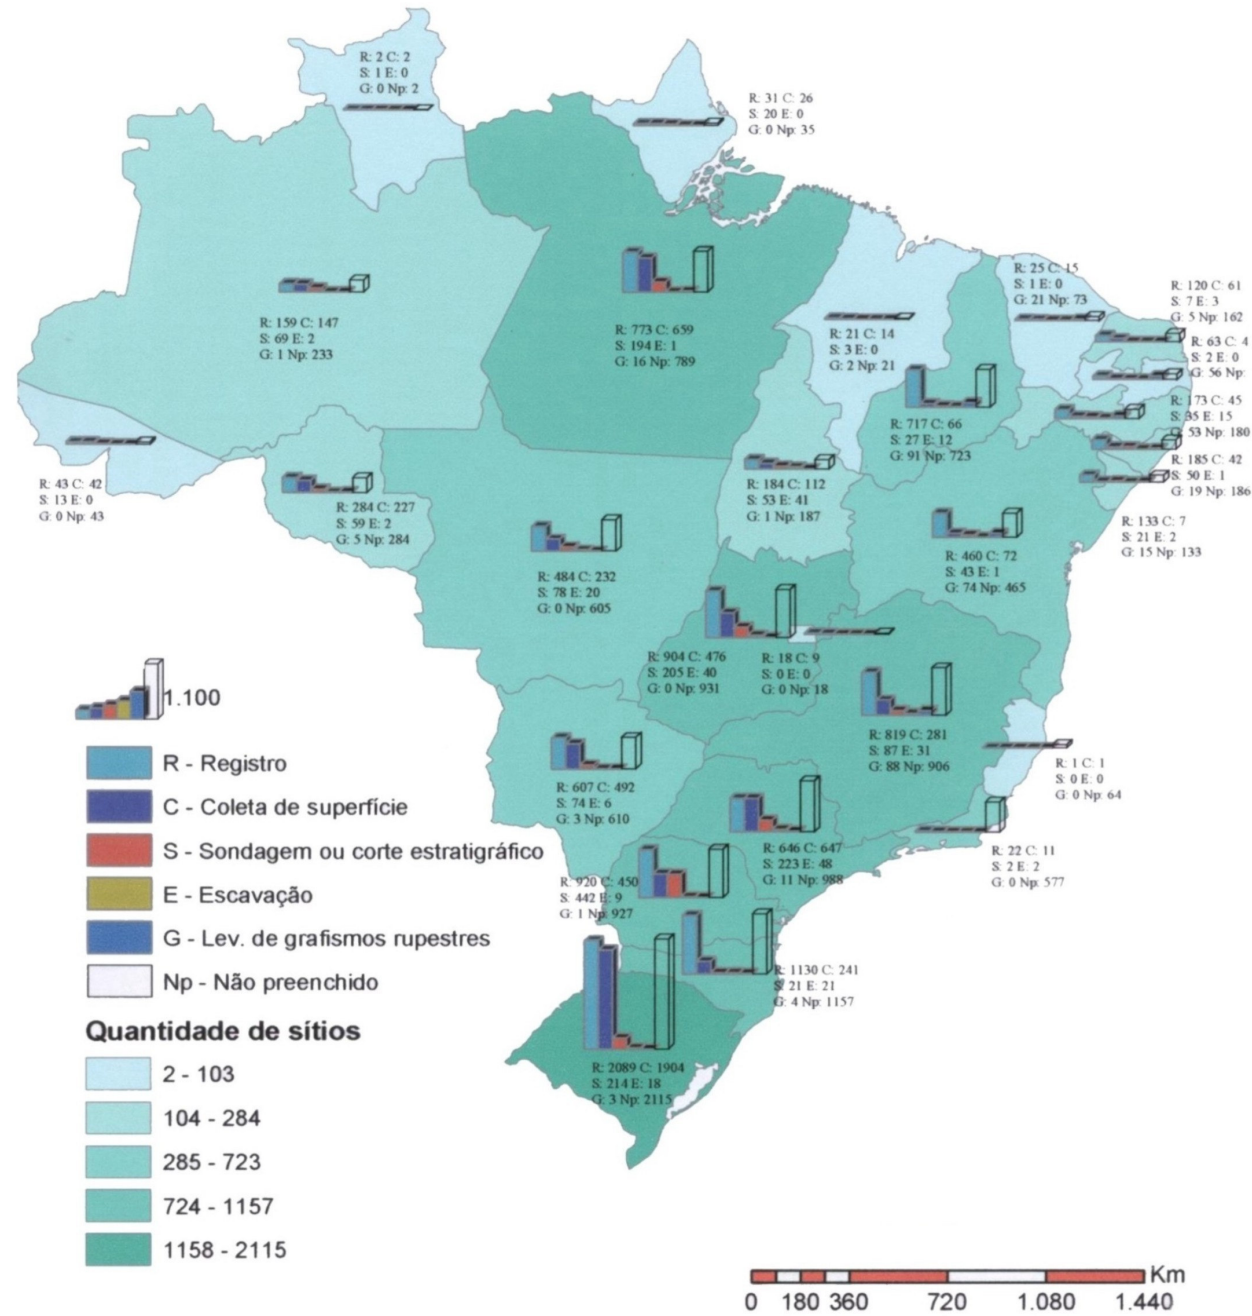 R: 2 C: 2
S: 1 E: 0
G: 0 Np: 2
R: 31 C: 26
S: 20 E: 0
G: 0 Np: 35
R: 159 C: 147
S: 69 E: 2
G: 1 Np: 233
R: 773 C: 659
S: 194 E: 1
G: 16 Np: 789
R: 21 C: 14
S: 3 E: 0
G: 2 Np: 21
R: 25 C: 15
S: 1 E: 0
G: 21 Np: 73
R: 120 C: 61
S: 7 E: 3
G: 5 Np: 162
R: 63 C: 4
S: 2 E: 0
G: 56 Np:
R: 173 C: 45
S: 35 E: 15
G: 53 Np: 180
R: 717 C: 66
S: 27 E: 12
G: 91 Np: 723
R: 185 C: 42
S: 50 E: 1
G: 19 Np: 186
R: 43 C: 42
S: 13 E: 0
G: 0 Np: 43
R: 284 C: 227
S: 59 E: 2
G: 5 Np: 284
R: 184 C: 112
S: 53 E: 41
G: 1 Np: 187
R: 133 C: 7
S: 21 E: 2
G: 15 Np: 133
R: 460 C: 72
S: 43 E: 1
G: 74 Np: 465
R: 484 C: 232
S: 78 E: 20
G: 0 Np: 605
R: 904 C: 476
S: 205 E: 40
G: 0 Np: 931
R: 18 C: 9
S: 0 E: 0
G: 0 Np: 18
R: 819 C: 281
S: 87 E: 31
G: 88 Np: 906
R: 1 C: 1
S: 0 E: 0
G: 0 Np: 64
R: 607 C: 492
S: 74 E: 6
G: 3 Np: 610
R: 646 C: 647
S: 223 E: 48
G: 11 Np: 988
R: 22 C: 11
S: 2 E: 2
G: 0 Np: 577
R: 920 C: 450
S: 442 E: 9
G: 1 Np: 927
R: 1130 C: 241
S: 21 E: 21
G: 4 Np: 1157
R: 2089 C: 1904
S: 214 E: 18
G: 3 Np: 2115
1.100
R - Registro
C - Coleta de superfície
S - Sondagem ou corte estratigráfico
E - Escavação
G - Lev. de grafismos rupestres
Np - Não preenchido
Quantidade de sítios
2 - 103
104 - 284
285 - 723
724 - 1157
1158 - 2115
Km
0 180 360 720 1.080 1.440